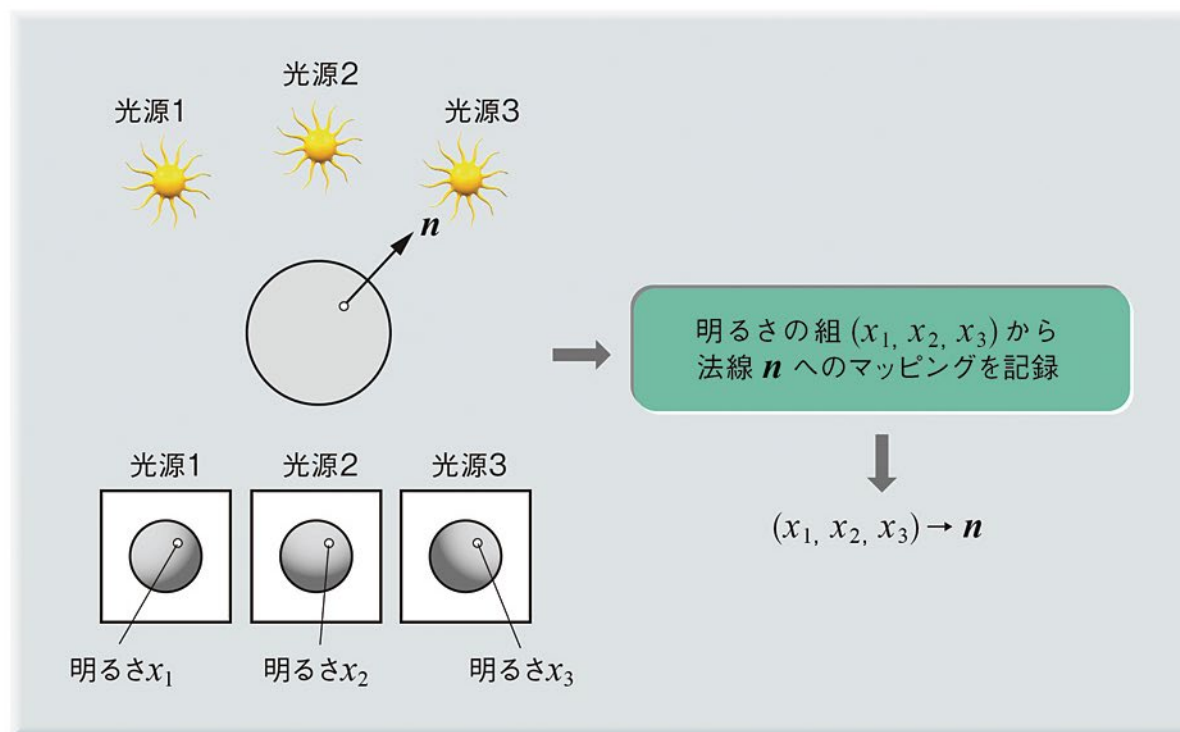 光源1
光源2
光源3
n
明るさの組 (x1, x2, x3) から
法線 n へのマッピングを記録
(x1, x2, x3) → n
光源1
光源2
光源3
明るさx1
明るさx2
明るさx3